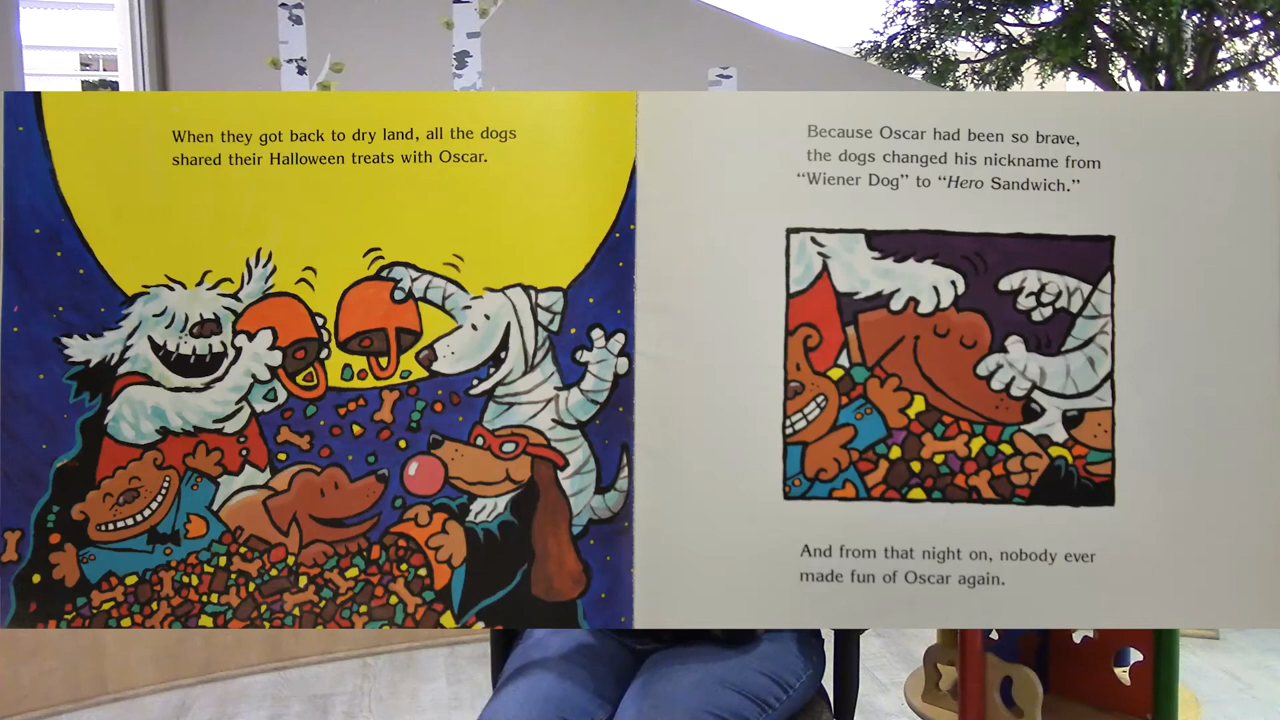 When they got back to dry land, all the dogs
shared their Halloween treats with Oscar.
Because Oscar had been so brave,
the dogs changed his nickname from
“Wiener Dog” to “Hero Sandwich.”
And from that night on, nobody ever
made fun of Oscar again.